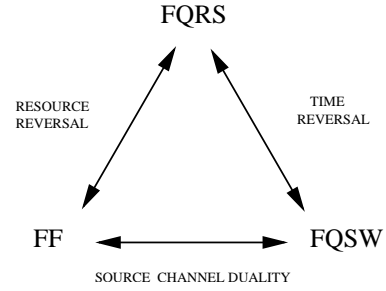 FQRS
RESOURCE
REVERSAL
TIME
REVERSAL
FF
FQSW
SOURCE CHANNEL DUALITY